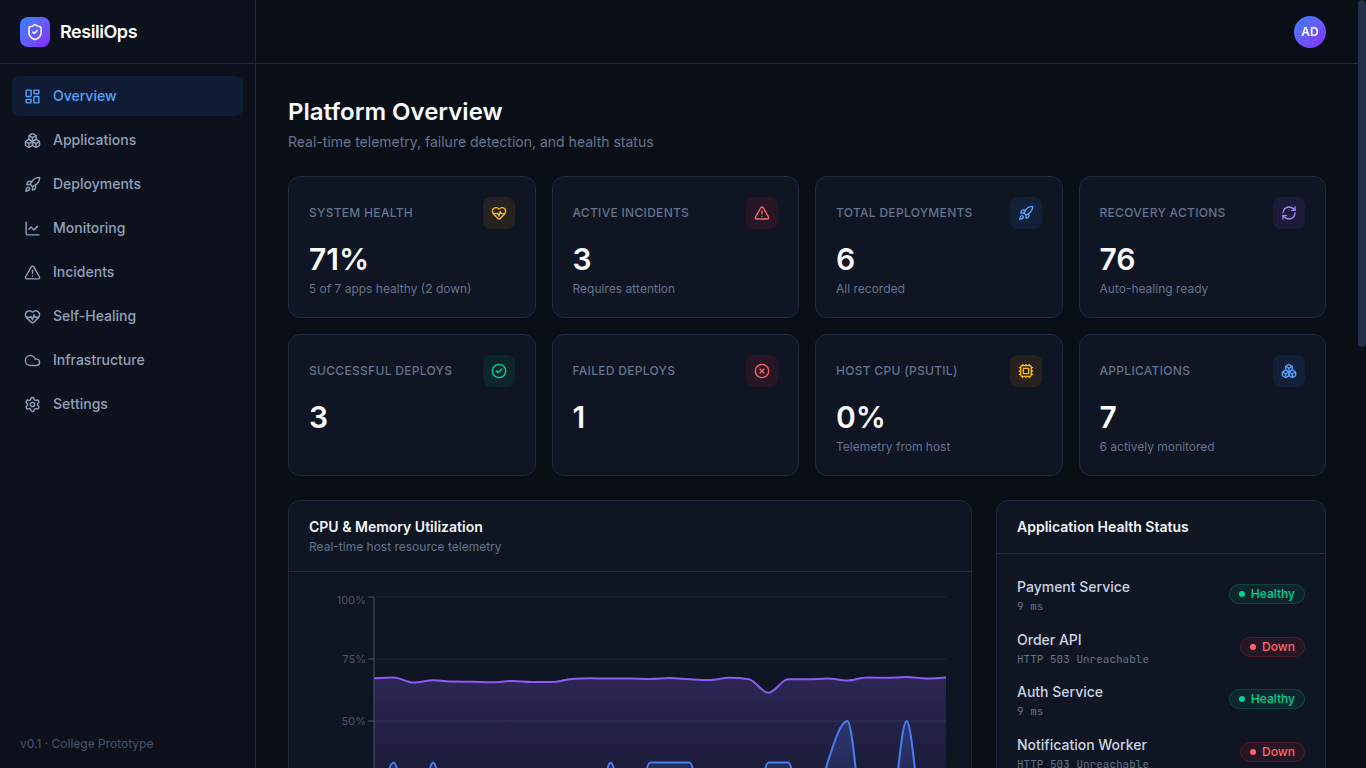 ResiliOps
AD
Overview
Applications
Deployments
Monitoring
Incidents
Self-Healing
Infrastructure
Settings
v0.1 · College Prototype
Platform Overview
Real-time telemetry, failure detection, and health status
SYSTEM HEALTH
71%
5 of 7 apps healthy (2 down)
ACTIVE INCIDENTS
3
Requires attention
TOTAL DEPLOYMENTS
6
All recorded
RECOVERY ACTIONS
76
Auto-healing ready
SUCCESSFUL DEPLOYS
3
FAILED DEPLOYS
1
HOST CPU (PSUTIL)
0%
Telemetry from host
APPLICATIONS
7
6 actively monitored
CPU & Memory Utilization
Real-time host resource telemetry
100%
75%
50%
Application Health Status
Payment Service
9 ms
Healthy
Order API
HTTP 503 Unreachable
Down
Auth Service
9 ms
Healthy
Notification Worker
HTTP 503 Unreachable
Down